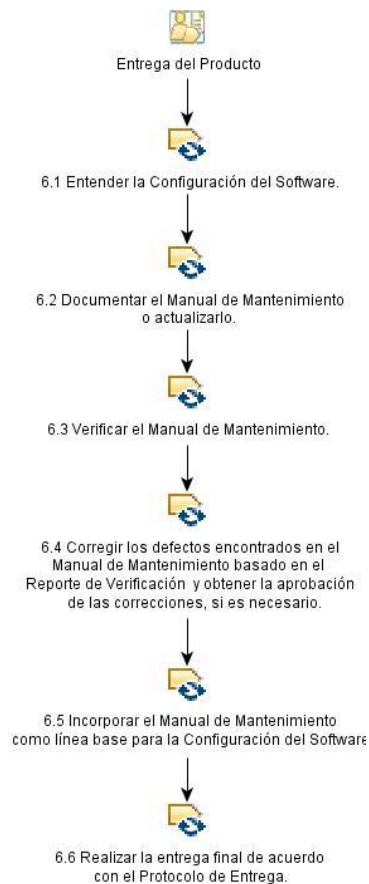 Entrega del Producto
6.1 Entender la Configuración del Software.
6.2 Documentar el Manual de Mantenimiento
o actualizarlo.
6.3 Verificar el Manual de Mantenimiento.
6.4 Corregir los defectos encontrados en el
Manual de Mantenimiento basado en el
Reporte de Verificación y obtener la aprobación
de las correcciones, si es necesario.
6.5 Incorporar el Manual de Mantenimiento
como línea base para la Configuración del Software
6.6 Realizar la entrega final de acuerdo
con el Protocolo de Entrega.